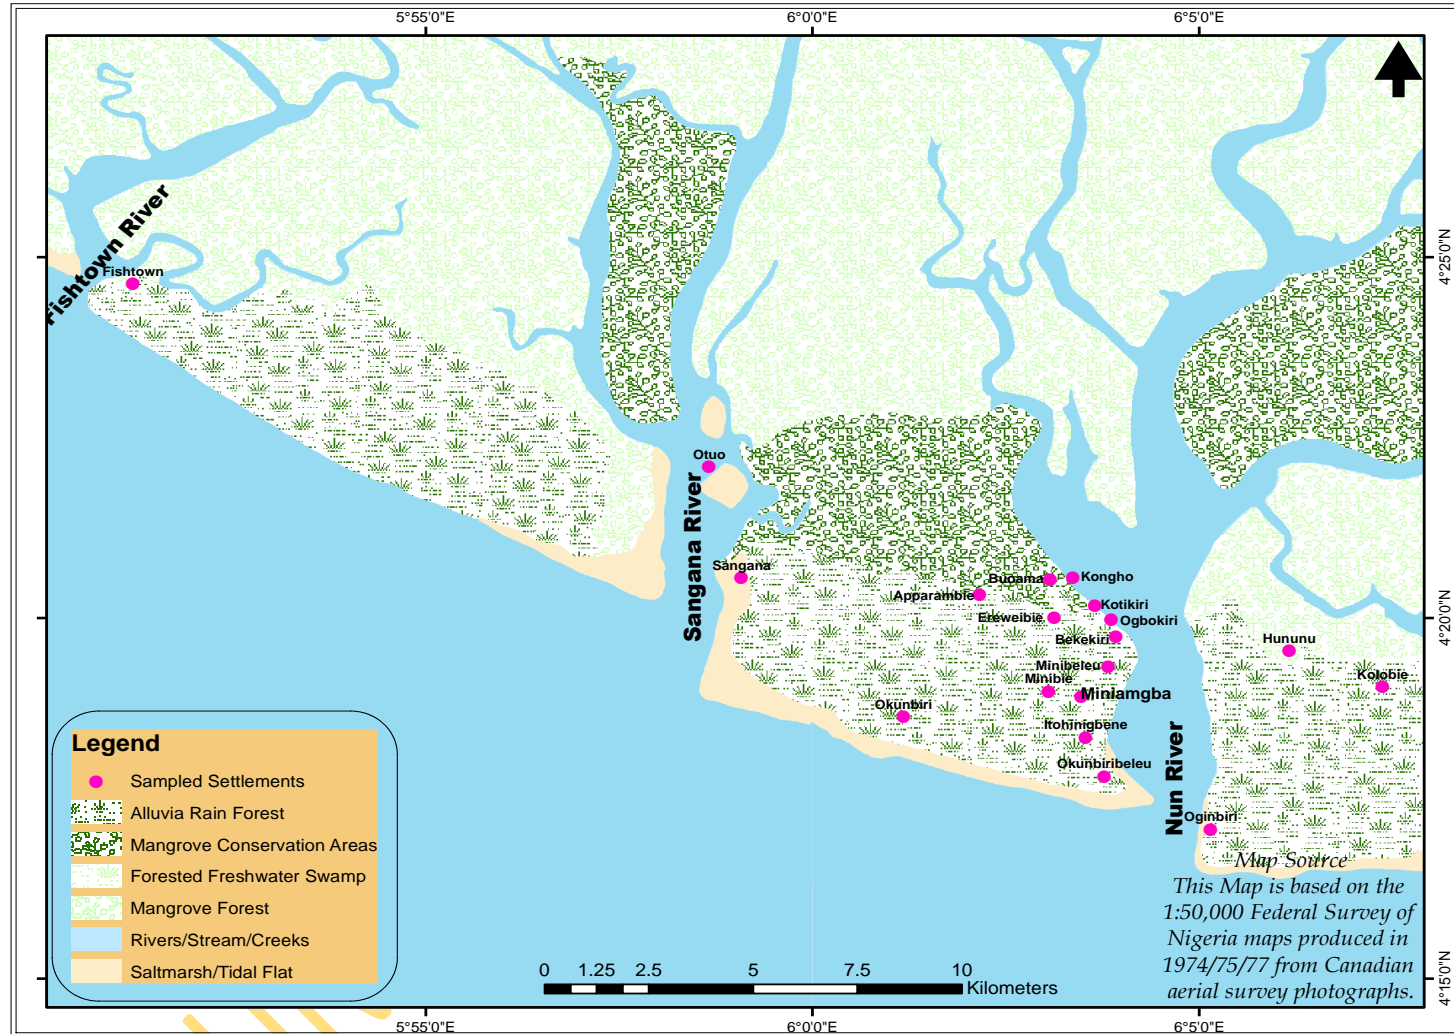 5°55'0"E 6°0'0"E 6°5'0"E
Fishtown River
Fishtown
4°25'0"N
Otuo
Sangana River
Sangana
Buoama
Kongho
Apparambie
Kotikiri
Ereweibie
Ogbokiri
4°20'0"N
Bekekiri
Hununu
Minibeleu
Kolobie
Minibie
Miniamgba
Okunbiri
Itohinigbene
Okunbiribeleu
Nun River
Oginbiri
Legend
Sampled Settlements
Alluvia Rain Forest
Mangrove Conservation Areas
Forested Freshwater Swamp
Mangrove Forest
Rivers/Stream/Creeks
Saltmarsh/Tidal Flat
0 1.25 2.5 5 7.5 10
Kilometers
Map Source
This Map is based on the
1:50,000 Federal Survey of
Nigeria maps produced in
1974/75/77 from Canadian
aerial survey photographs.
4°15'0"N
5°55'0"E 6°0'0"E 6°5'0"E